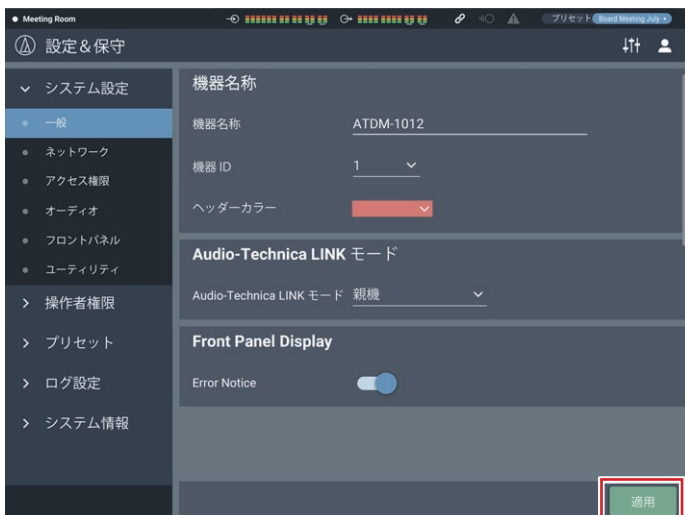 Meeting Room
プリセット Board Meeting July
設定&保守
システム設定
一般
ネットワーク
アクセス権限
オーディオ
フロントパネル
ユーティリティ
操作者権限
プリセット
ログ設定
システム情報
機器名称
機器名称 ATDM-1012
機器 ID 1
ヘッダーカラー
Audio-Technica LINK モード
Audio-Technica LINK モード 親機
Front Panel Display
Error Notice
適用